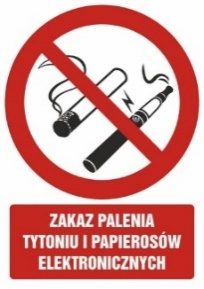 ZAKAZ PALENIA
TYTONIU I PAPIEROSÓW
ELEKTRONICZNYCH